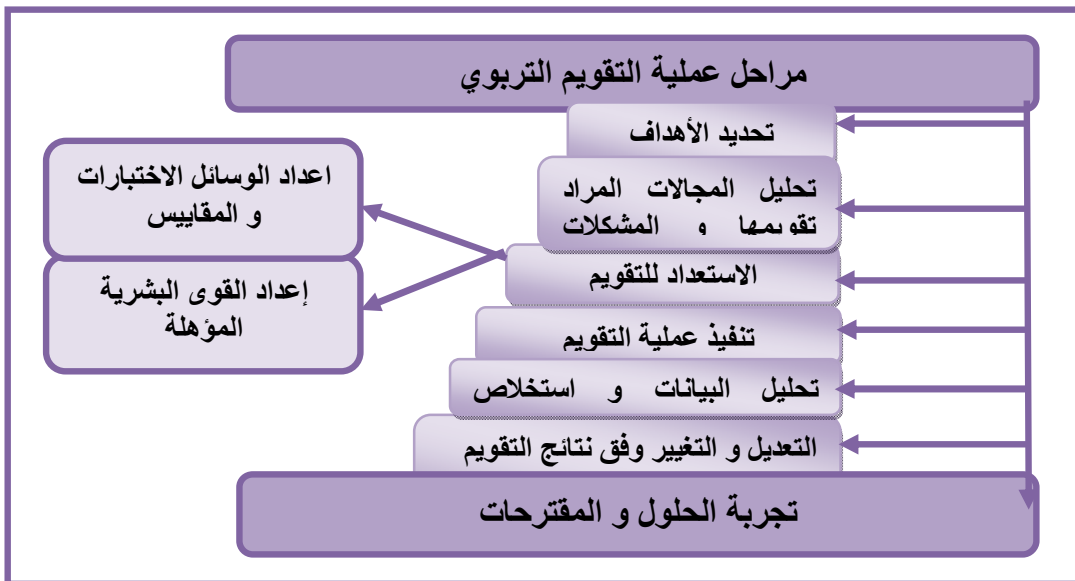 مراحل عملية التقويم التربوي
تحديد الأهداف
تحليل المجالات المراد
تقويمها و المشكلات
الاستعداد للتقويم
اعداد الوسائل الاختبارات
و المقاييس
إعداد القوى البشرية
المؤهلة
تنفيذ عملية التقويم
تحليل البيانات و استخلاص
التعديل و التغيير وفق نتائج التقويم
تجربة الحلول و المقترحات